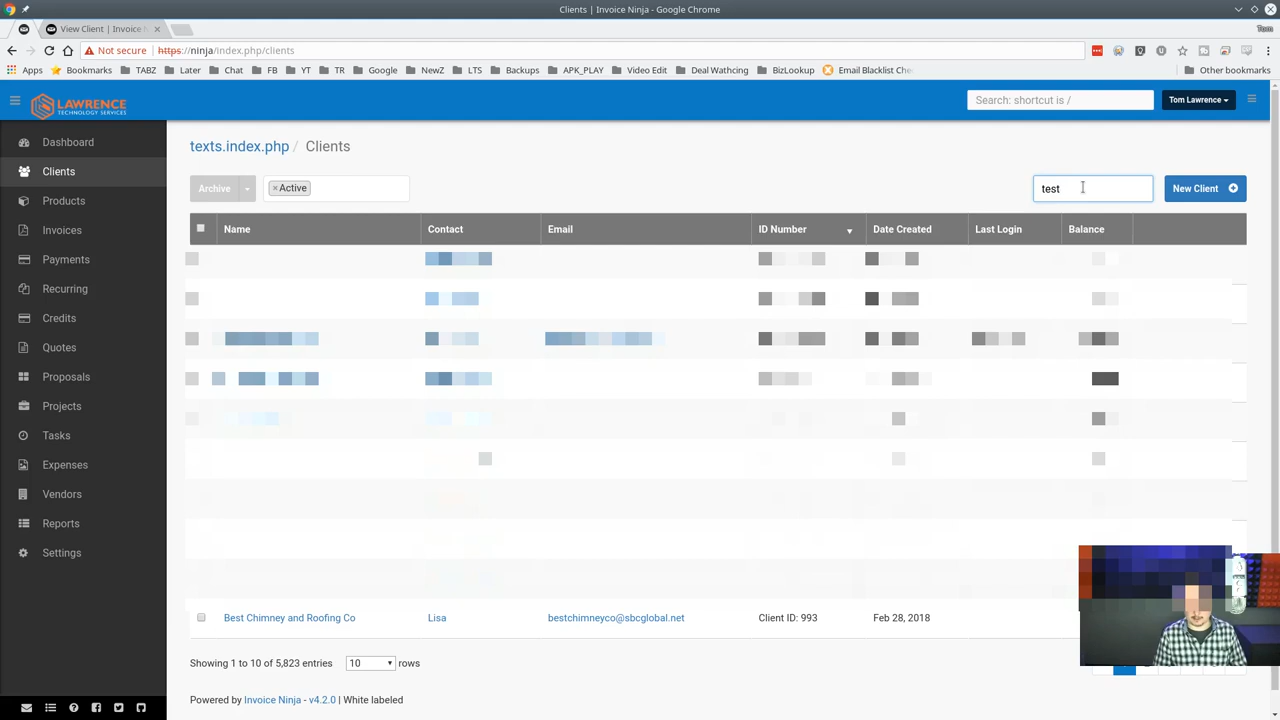 Clients | Invoice Ninja - Google Chrome
View Client | Invoice N
Tom
Not secure | https://ninja/index.php/clients
Apps Bookmarks TABZ Later Chat FB YT TR Google NewZ LTS Backups APK_PLAY Video Edit Deal Wathcing BizLookup Email Blacklist Che Other bookmarks
LAWRENCE
TECHNOLOGY SERVICES
Search: shortcut is /
Tom Lawrence
Dashboard
Clients
Products
Invoices
Payments
Recurring
Credits
Quotes
Proposals
Projects
Tasks
Expenses
Vendors
Reports
Settings
texts.index.php / Clients
Archive
× Active
test
New Client
Name Contact Email ID Number Date Created Last Login Balance
Best Chimney and Roofing Co Lisa bestchimneyco@sbcglobal.net Client ID: 993 Feb 28, 2018
Showing 1 to 10 of 5,823 entries 10 rows
Powered by Invoice Ninja - v4.2.0 | White labeled